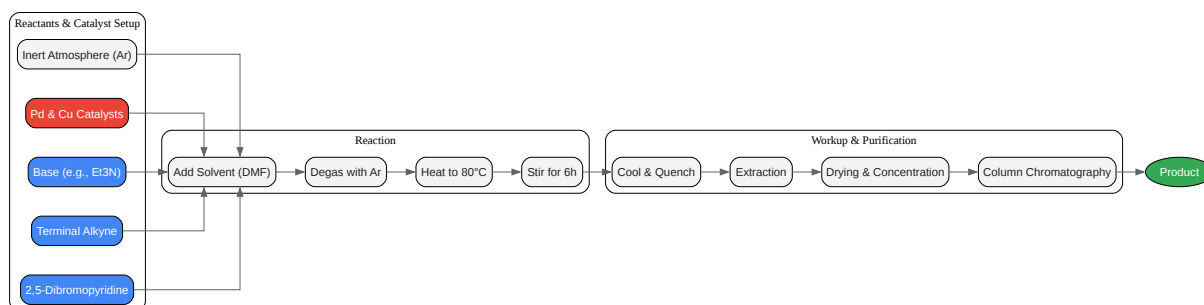 Reactants & Catalyst Setup
Inert Atmosphere (Ar)
Pd & Cu Catalysts
Base (e.g., Et3N)
Terminal Alkyne
2,5-Dibromopyridine
Reaction
Add Solvent (DMF)
Degas with Ar
Heat to 80°C
Stir for 6h
Workup & Purification
Cool & Quench
Extraction
Drying & Concentration
Column Chromatography
Product